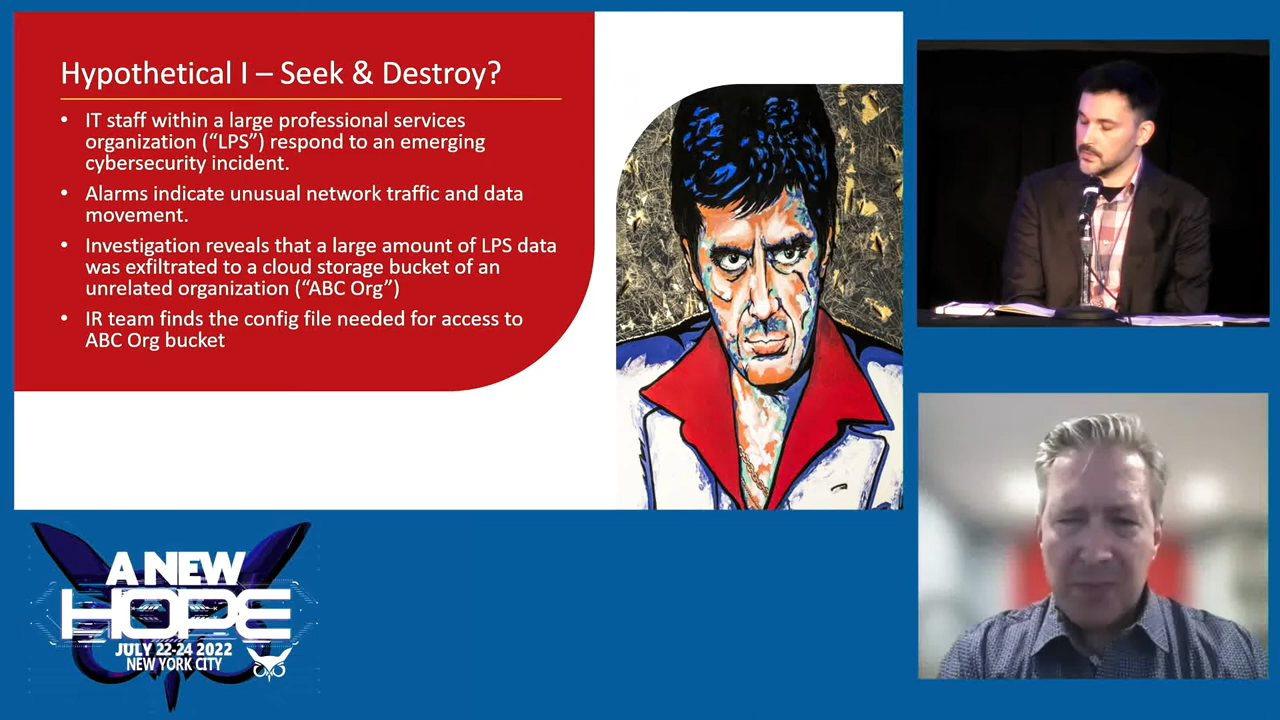 Hypothetical I – Seek & Destroy?
• IT staff within a large professional services
organization (“LPS”) respond to an emerging
cybersecurity incident.
• Alarms indicate unusual network traffic and data
movement.
• Investigation reveals that a large amount of LPS data
was exfiltrated to a cloud storage bucket of an
unrelated organization (“ABC Org”)
• IR team finds the config file needed for access to
ABC Org bucket
A NEW
HOPE
JULY 22-24 2022
NEW YORK CITY